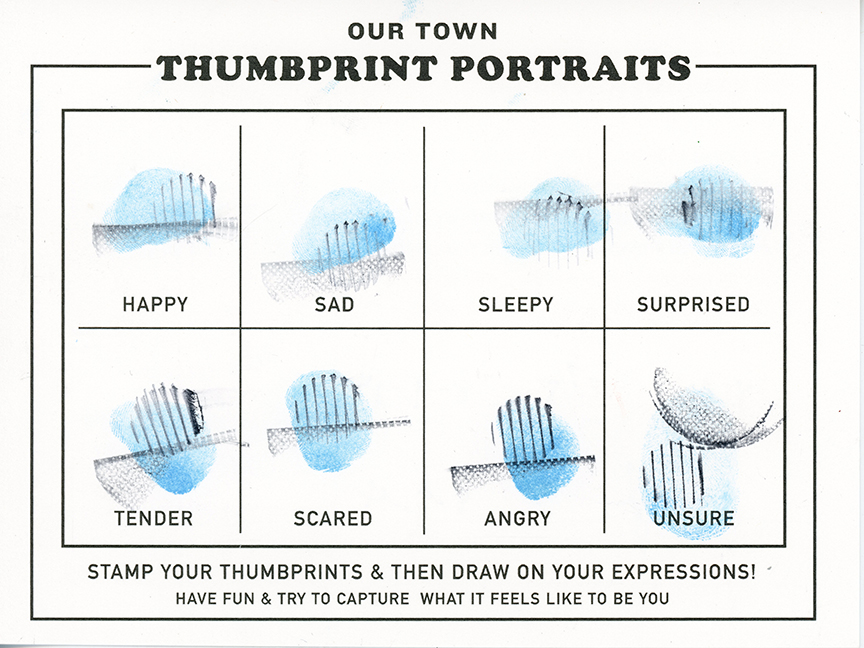 OUR TOWN
THUMBPRINT PORTRAITS
HAPPY
SAD
SLEEPY
SURPRISED
TENDER
SCARED
ANGRY
UNSURE
STAMP YOUR THUMBPRINTS & THEN DRAW ON YOUR EXPRESSIONS!
HAVE FUN & TRY TO CAPTURE WHAT IT FEELS LIKE TO BE YOU